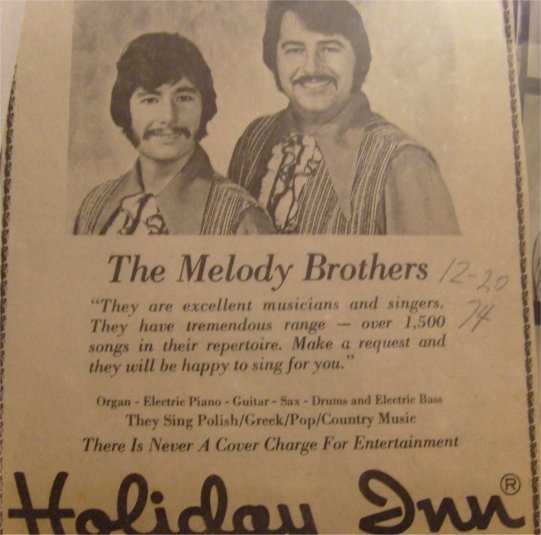 The Melody Brothers 12-20
74
"They are excellent musicians and singers.
They have tremendous range — over 1,500
songs in their repertoire. Make a request and
they will be happy to sing for you."
Organ - Electric Piano - Guitar - Sax - Drums and Electric Bass
They Sing Polish/Greek/Pop/Country Music
There Is Never A Cover Charge For Entertainment
Holiday Inn®